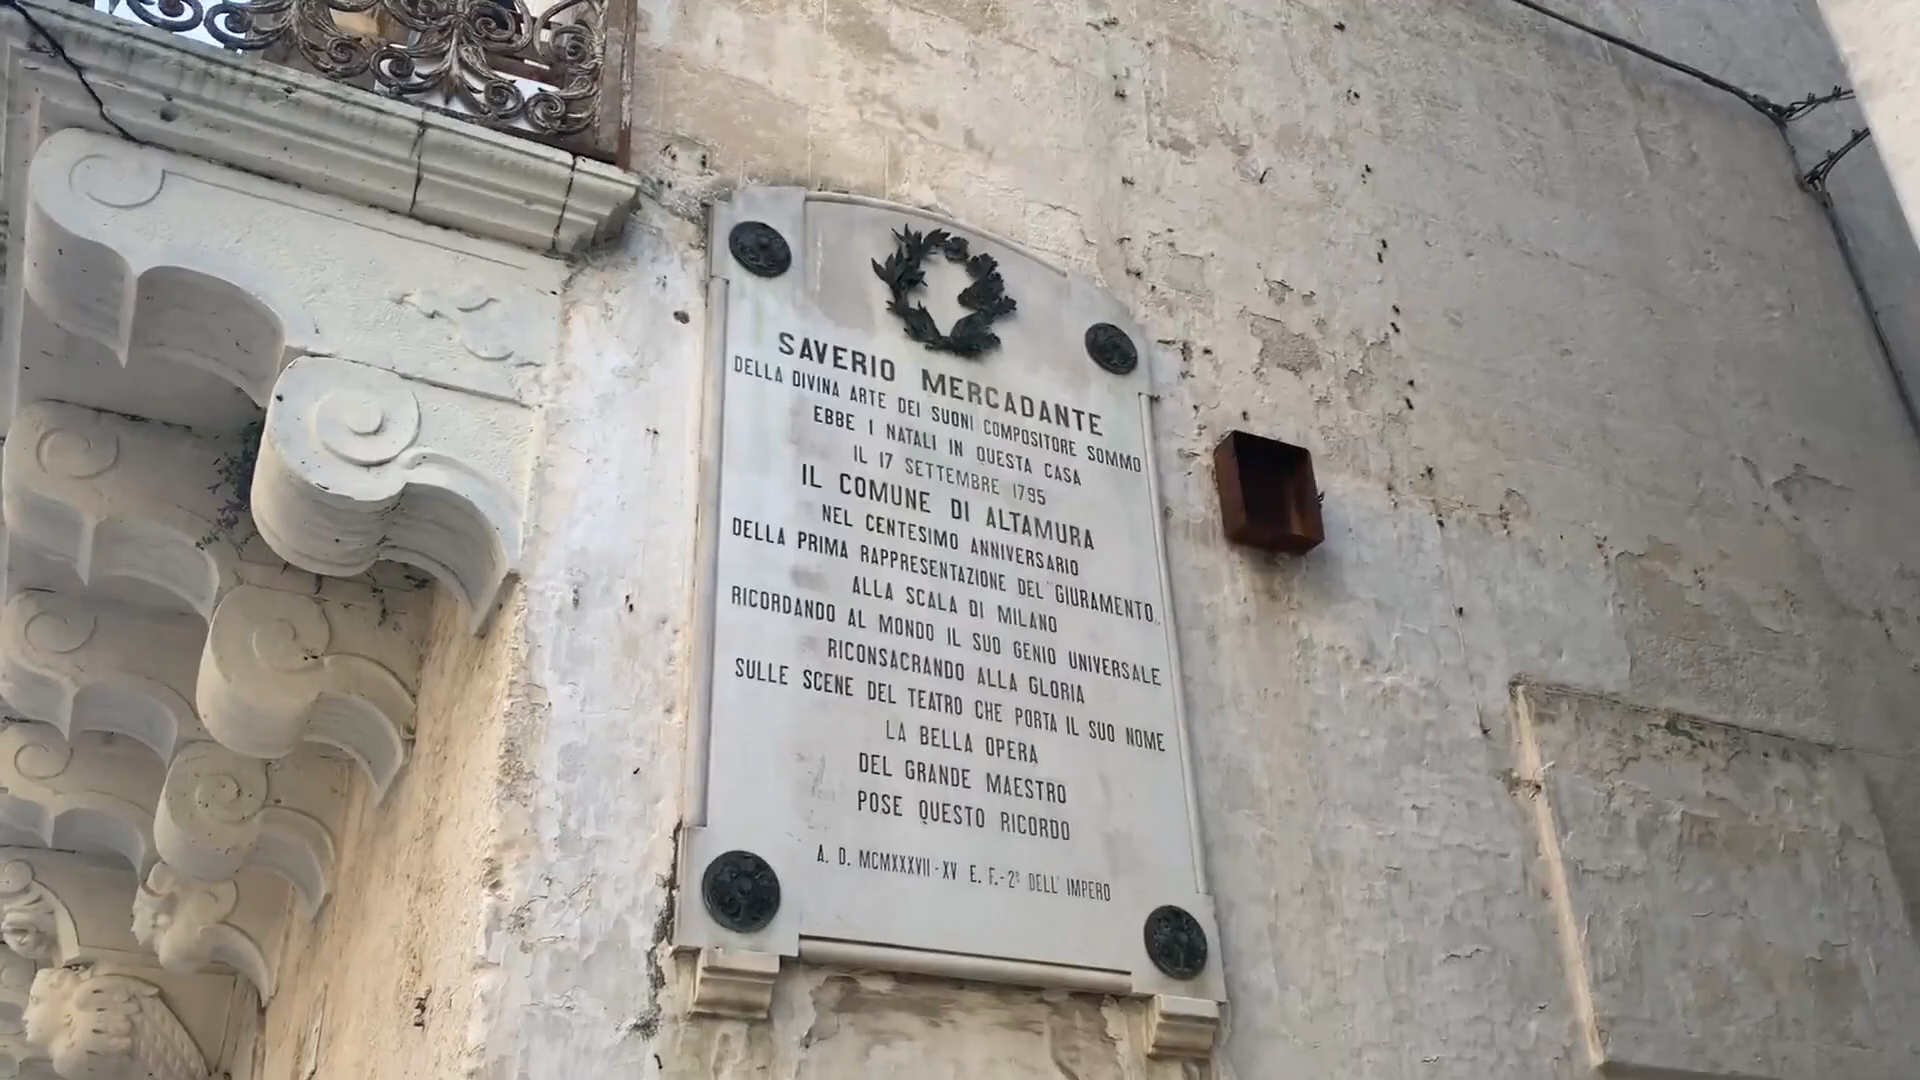 SAVERIO MERCADANTE
DELLA DIVINA ARTE DEI SUONI COMPOSITORE SOMMO
EBBE I NATALI IN QUESTA CASA
IL 17 SETTEMBRE 1795
IL COMUNE DI ALTAMURA
NEL CENTESIMO ANNIVERSARIO
DELLA PRIMA RAPPRESENTAZIONE DEL "GIURAMENTO„
ALLA SCALA DI MILANO
RICORDANDO AL MONDO IL SUO GENIO UNIVERSALE
RICONSACRANDO ALLA GLORIA
SULLE SCENE DEL TEATRO CHE PORTA IL SUO NOME
LA BELLA OPERA
DEL GRANDE MAESTRO
POSE QUESTO RICORDO
A. D. MCMXXXVII-XV E. F.-2º DELL' IMPERO